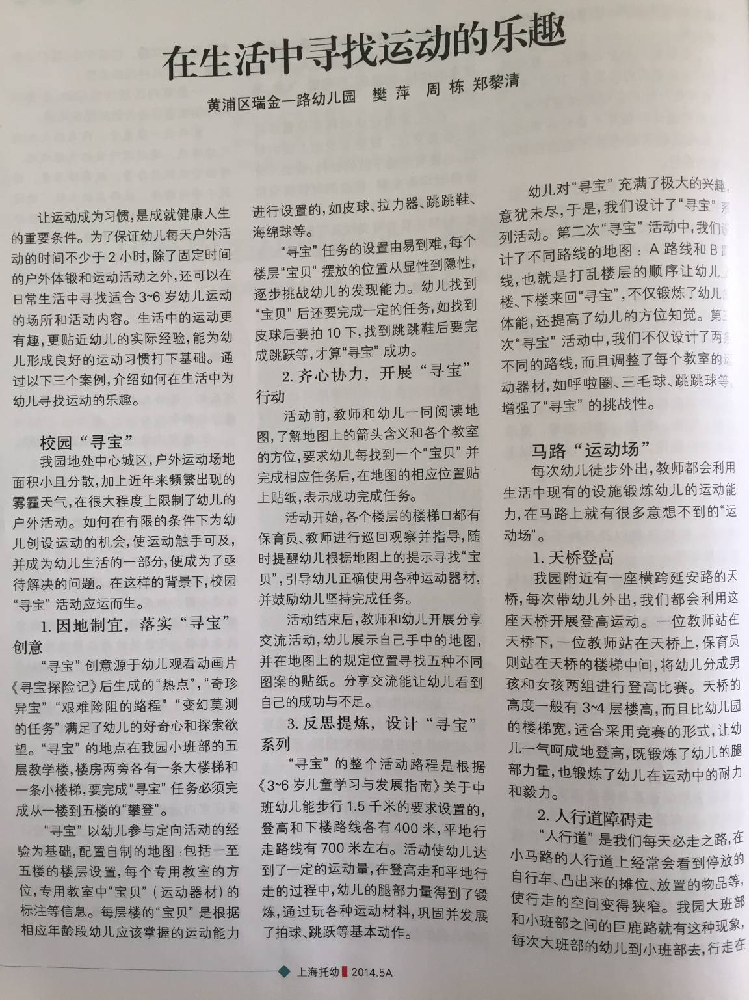 在生活中寻找运动的乐趣
黄浦区瑞金一路幼儿园 樊 萍 周 栋 郑黎清
让运动成为习惯,是成就健康人生
的重要条件。为了保证幼儿每天户外活
动的时间不少于 2 小时,除了固定时间
的户外体锻和运动活动之外,还可以在
日常生活中寻找适合 3~6 岁幼儿运动
的场所和活动内容。生活中的运动更
有趣,更贴近幼儿的实际经验,能为幼
儿形成良好的运动习惯打下基础。通
过以下三个案例,介绍如何在生活中为
幼儿寻找运动的乐趣。
校园“寻宝”
我园地处中心城区,户外运动场地
面积小且分散,加上近年来频繁出现的
雾霾天气,在很大程度上限制了幼儿的
户外活动。如何在有限的条件下为幼
儿创设运动的机会,使运动触手可及,
并成为幼儿生活的一部分,便成为了亟
待解决的问题。在这样的背景下,校园
“寻宝”活动应运而生。
1. 因地制宜，落实“寻宝”
创意
“寻宝”创意源于幼儿观看动画片
《寻宝探险记》后生成的“热点”,“奇珍
异宝”“艰难险阻的路程”“变幻莫测
的任务”满足了幼儿的好奇心和探索欲
望。“寻宝”的地点在我园小班部的五
层教学楼,楼房两旁各有一条大楼梯和
一条小楼梯,要完成“寻宝”任务必须完
成从一楼到五楼的“攀登”。
“寻宝”以幼儿参与定向活动的经
验为基础,配置自制的地图:包括一至
五楼的楼层设置,每个专用教室的方
位,专用教室中“宝贝”(运动器材)的
标注等信息。每层楼的“宝贝”是根据
相应年龄段幼儿应该掌握的运动能力
进行设置的,如皮球、拉力器、跳跳鞋、
海绵球等。
“寻宝”任务的设置由易到难,每个
楼层“宝贝”摆放的位置从显性到隐性,
逐步挑战幼儿的发现能力。幼儿找到
“宝贝”后还要完成一定的任务,如找到
皮球后要拍 10 下,找到跳跳鞋后要完
成跳跃等,才算“寻宝”成功。
2. 齐心协力，开展“寻宝”
行动
活动前,教师和幼儿一同阅读地
图,了解地图上的箭头含义和各个教室
的方位,要求幼儿每找到一个“宝贝”并
完成相应任务后,在地图的相应位置贴
上贴纸,表示成功完成任务。
活动开始,各个楼层的楼梯口都有
保育员、教师进行巡回观察并指导,随
时提醒幼儿根据地图上的提示寻找“宝
贝”,引导幼儿正确使用各种运动器材,
并鼓励幼儿坚持完成任务。
活动结束后,教师和幼儿开展分享
交流活动,幼儿展示自己手中的地图,
并在地图上的规定位置寻找五种不同
图案的贴纸。分享交流能让幼儿看到
自己的成功与不足。
3. 反思提炼，设计“寻宝”
系列
“寻宝”的整个活动路程是根据
《3~6 岁儿童学习与发展指南》关于中
班幼儿能步行 1.5 千米的要求设置的,
登高和下楼路线各有 400 米,平地行
走路线有 700 米左右。活动使幼儿达
到了一定的运动量,在登高走和平地行
走的过程中,幼儿的腿部力量得到了锻
炼,通过玩各种运动材料,巩固并发展
了拍球、跳跃等基本动作。
幼儿对“寻宝”充满了极大的兴趣,
意犹未尽,于是,我们设计了“寻宝”系
列活动。第二次“寻宝”活动中,我们设
计了不同路线的地图: A 路线和 B 路
线,也就是打乱楼层的顺序让幼儿
楼、下楼来回“寻宝”,不仅锻炼了幼儿的
体能,还提高了幼儿的方位知觉。第三
次“寻宝”活动中,我们不仅设计了两条
不同的路线,而且调整了每个教室的运
动器材,如呼啦圈、三毛球、跳跳球等,
增强了“寻宝”的挑战性。
马路“运动场”
每次幼儿徒步外出,教师都会利用
生活中现有的设施锻炼幼儿的运动能
力,在马路上就有很多意想不到的“运
动场”。
1. 天桥登高
我园附近有一座横跨延安路的天
桥,每次带幼儿外出,我们都会利用这
座天桥开展登高运动。一位教师站在
天桥下,一位教师站在天桥上,保育员
则站在天桥的楼梯中间,将幼儿分成男
孩和女孩两组进行登高比赛。天桥的
高度一般有 3~4 层楼高,而且比幼儿园
的楼梯宽,适合采用竞赛的形式,让幼
儿一气呵成地登高,既锻炼了幼儿的腿
部力量,也锻炼了幼儿在运动中的耐力
和毅力。
2. 人行道障碍走
“人行道”是我们每天必走之路,在
小马路的人行道上经常会看到停放的
自行车、凸出来的摊位、放置的物品等,
使行走的空间变得狭窄。我园大班部
和小班部之间的巨鹿路就有这种现象,
每次大班部的幼儿到小班部去,行走在
上海托幼 2014.5A